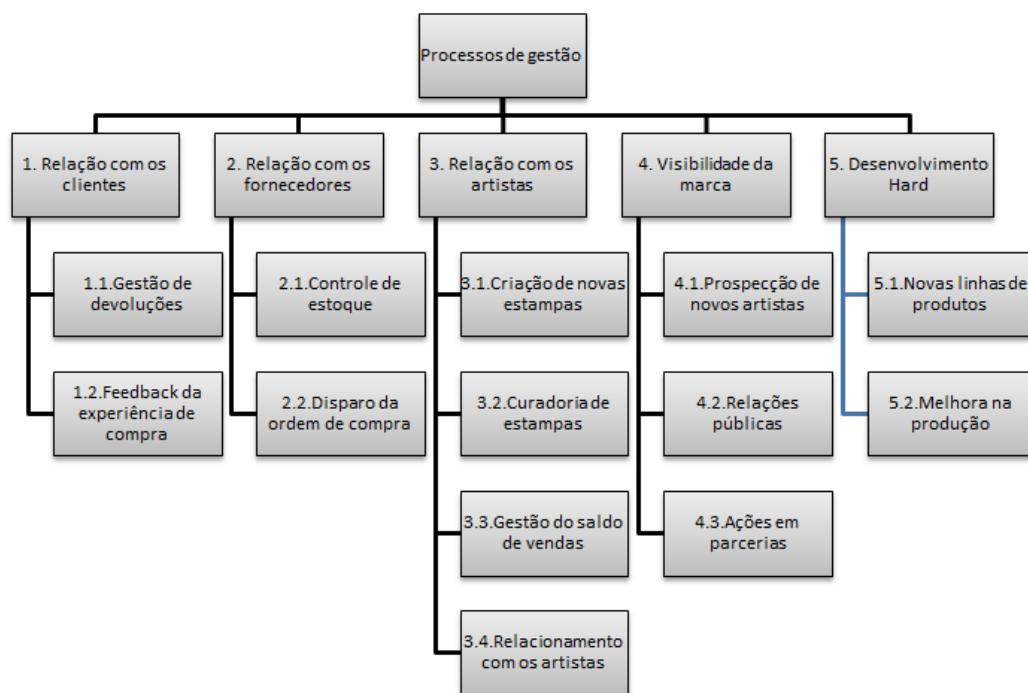 Processos de gestão
1. Relação com os
clientes
2. Relação com os
fornecedores
3. Relação com os
artistas
4. Visibilidade da
marca
5. Desenvolvimento
Hard
1.1.Gestão de
devoluções
2.1.Controle de
estoque
3.1.Criação de novas
estampas
4.1.Prospecção de
novos artistas
5.1.Novas linhas de
produtos
1.2.Feedback da
experiência de
compra
2.2.Disparo da
ordem de compra
3.2.Curadoria de
estampas
4.2.Relações
públicas
5.2.Melhora na
produção
3.3.Gestão do saldo
de vendas
4.3.Ações em
parcerias
3.4.Relacionamento
com os artistas